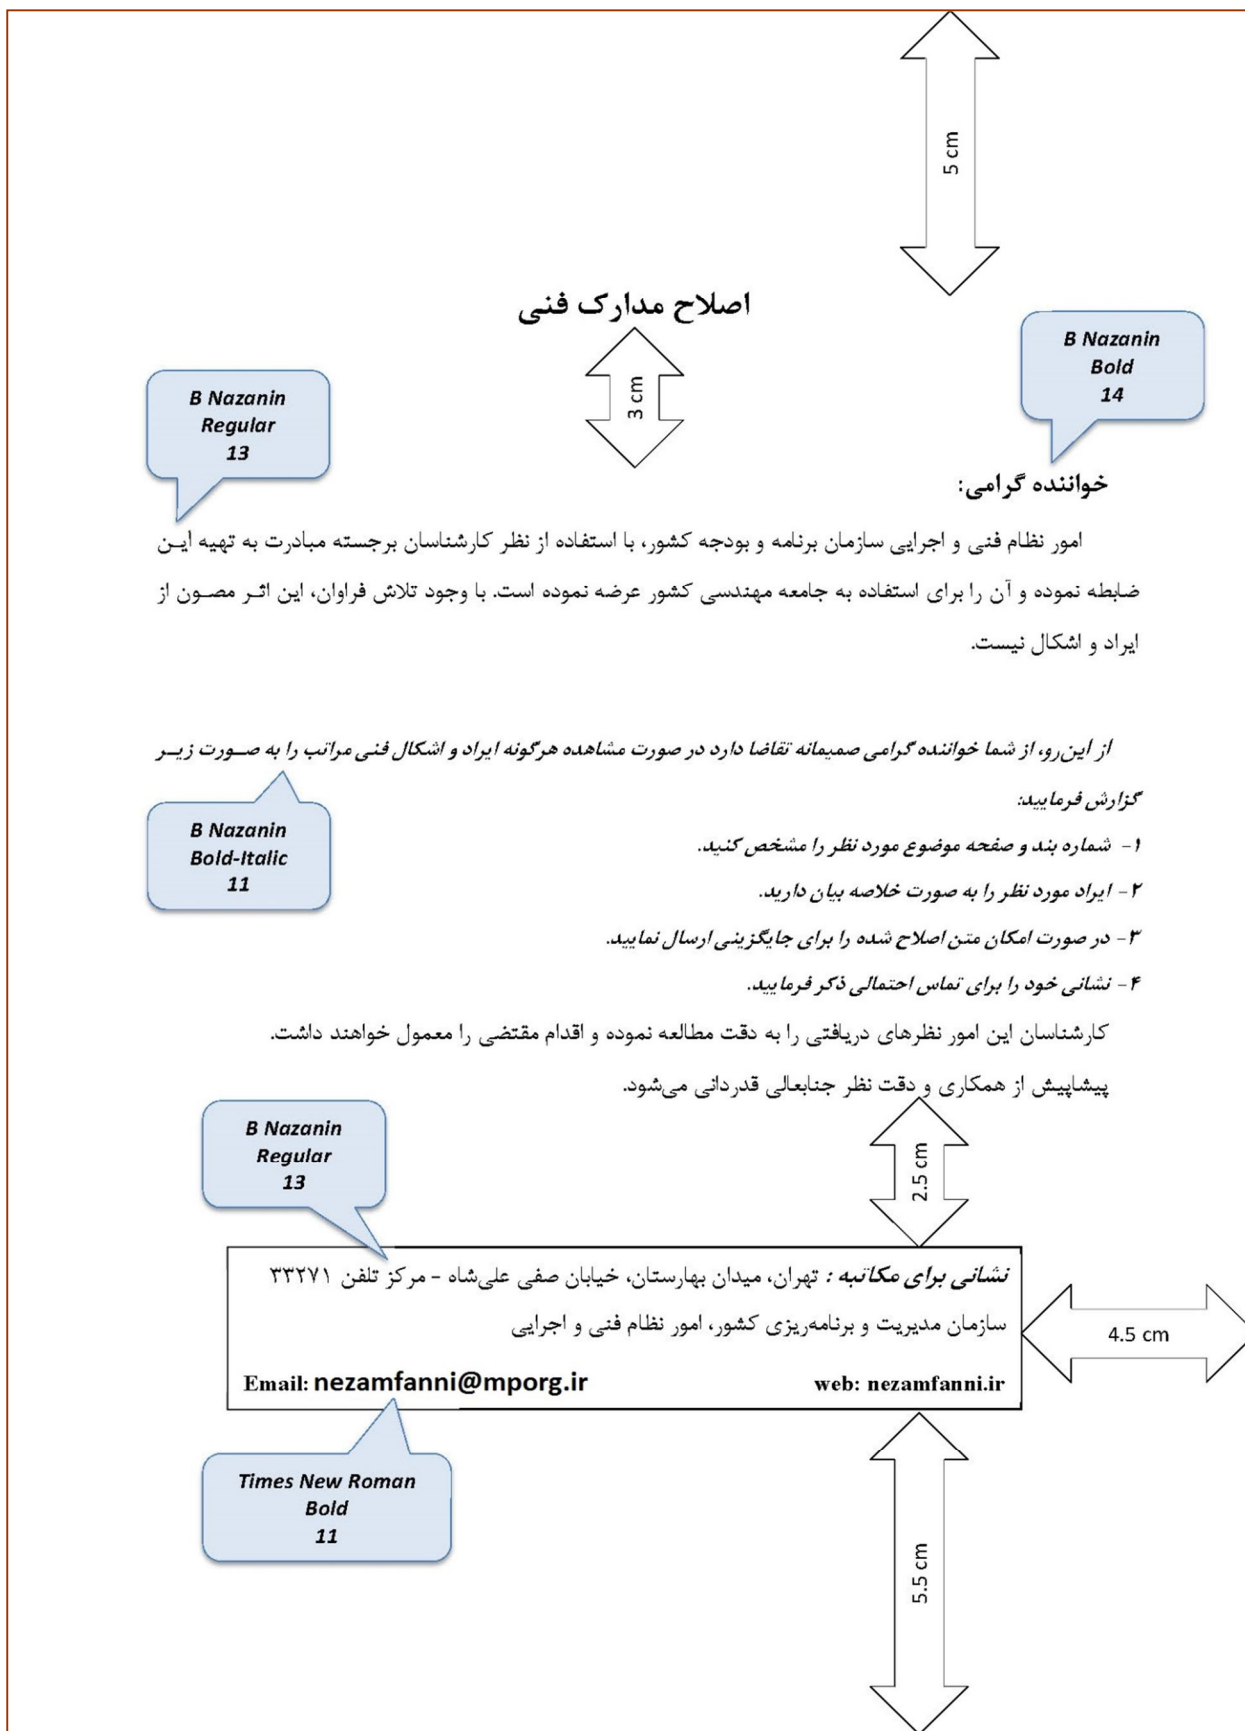 5 cm
اصلاح مدارک فنی
B Nazanin
Bold
14
3 cm
B Nazanin
Regular
13
خواننده گرامی:
امور نظام فنی و اجرایی سازمان برنامه و بودجه کشور، با استفاده از نظر کارشناسان برجسته مبادرت به تهیه ایـن
ضابطه نموده و آن را برای استفاده به جامعه مهندسی کشور عرضه نموده است. با وجود تلاش فراوان، این اثـر مصـون از
ایراد و اشکال نیست.
از این‌رو، از شما خواننده گرامی صمیمانه تقاضا دارد در صورت مشاهده هرگونه ایراد و اشکال فنی مراتب را به صـورت زیـر
گزارش فرمایید:
۱- شماره بند و صفحه موضوع مورد نظر را مشخص کنید.
۲- ایراد مورد نظر را به صورت خلاصه بیان دارید.
۳- در صورت امکان متن اصلاح شده را برای جایگزینی ارسال نمایید.
۴- نشانی خود را برای تماس احتمالی ذکر فرمایید.
B Nazanin
Bold-Italic
11
کارشناسان این امور نظرهای دریافتی را به دقت مطالعه نموده و اقدام مقتضی را معمول خواهند داشت.
پیشاپیش از همکاری و دقت نظر جنابعالی قدردانی می‌شود.
B Nazanin
Regular
13
2.5 cm
نشانی برای مکاتبه : تهران، میدان بهارستان، خیابان صفی علی‌شاه - مرکز تلفن ۳۳۲۷۱
سازمان مدیریت و برنامه‌ریزی کشور، امور نظام فنی و اجرایی
Email: nezamfanni@mporg.ir web: nezamfanni.ir
4.5 cm
Times New Roman
Bold
11
5.5 cm